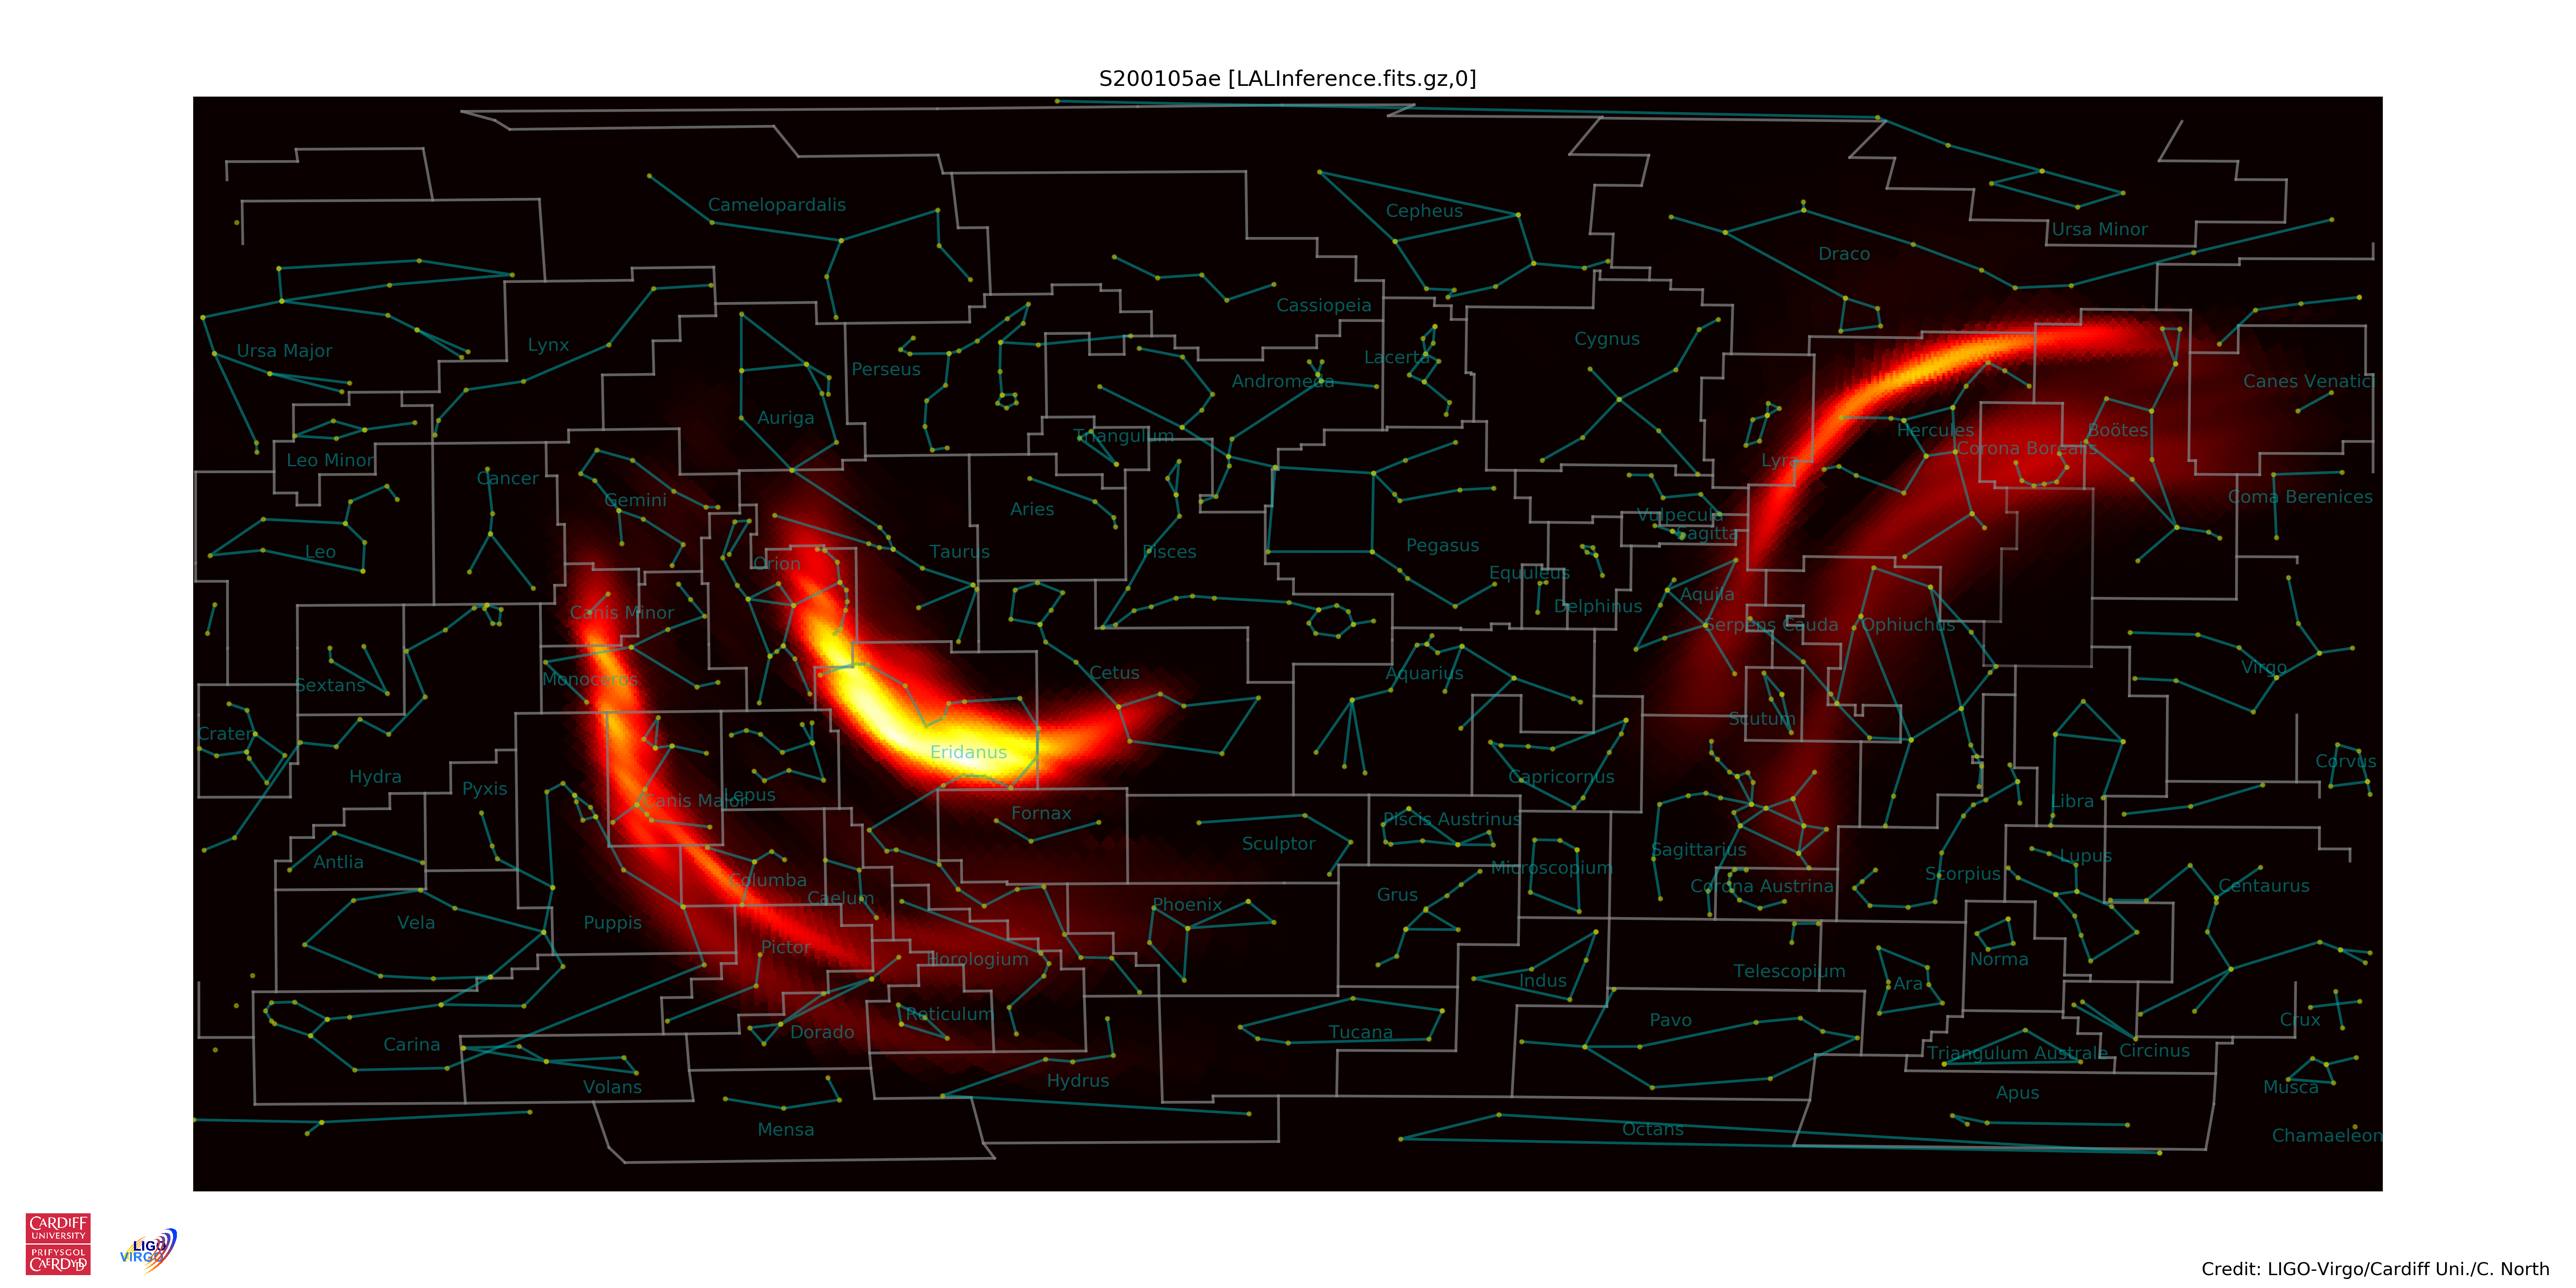 S200105ae [LALInference.fits.gz,0]
Camelopardalis
Cepheus
Ursa Minor
Draco
Cassiopeia
Cygnus
Lynx
Ursa Major
Lacerta
Perseus
Andromeda
Canes Venatici
Auriga
Triangulum
Hercules
Boötes
Corona Borealis
Leo Minor
Lyra
Cancer
Gemini
Coma Berenices
Aries
Vulpecula
Sagitta
Leo
Taurus
Pisces
Pegasus
Orion
Equuleus
Aquila
Delphinus
Canis Minor
Serpens Cauda
Ophiuchus
Virgo
Cetus
Aquarius
Monoceros
Sextans
Scutum
Crater
Eridanus
Corvus
Hydra
Capricornus
Pyxis
Lepus
Canis Major
Libra
Fornax
Piscis Austrinus
Sculptor
Sagittarius
Lupus
Antlia
Microscopium
Scorpius
Columba
Corona Austrina
Centaurus
Grus
Caelum
Phoenix
Vela
Puppis
Pictor
Horologium
Norma
Telescopium
Indus
Ara
Reticulum
Pavo
Crux
Dorado
Tucana
Carina
Circinus
Triangulum Australe
Hydrus
Volans
Musca
Apus
Mensa
Octans
Chamaeleon
CARDIFF
UNIVERSITY
PRIFYSGOL
CAERDYDD
LIGO
VIRGO
Credit: LIGO-Virgo/Cardiff Uni./C. North